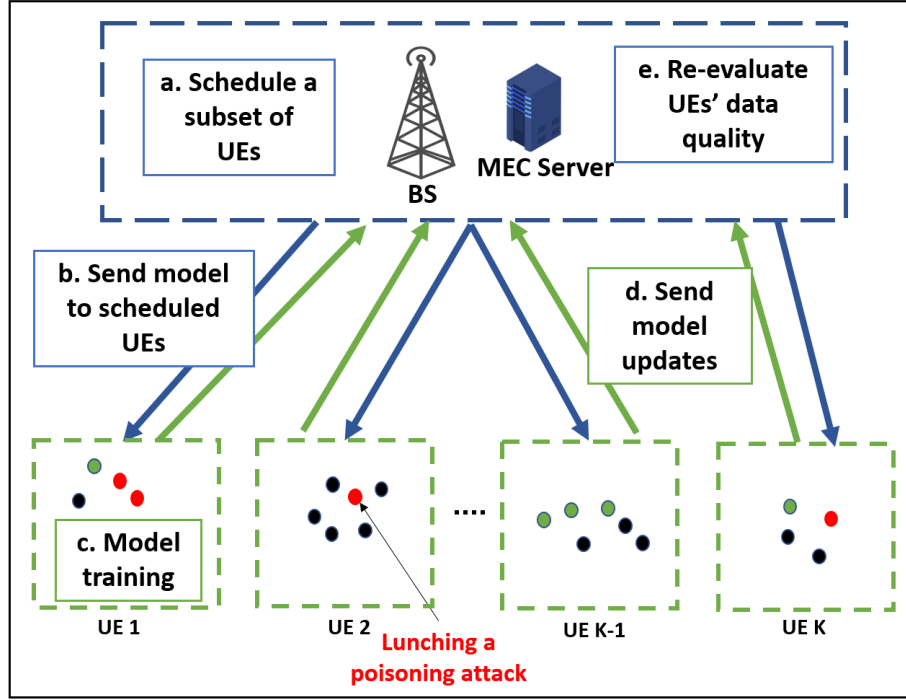 a. Schedule a
subset of
UEs
BS
MEC Server
e. Re-evaluate
UEs' data
quality
b. Send model
to scheduled
UEs
d. Send
model
updates
c. Model
training
....
UE 1
UE 2
UE K-1
UE K
Lunching a
poisoning attack